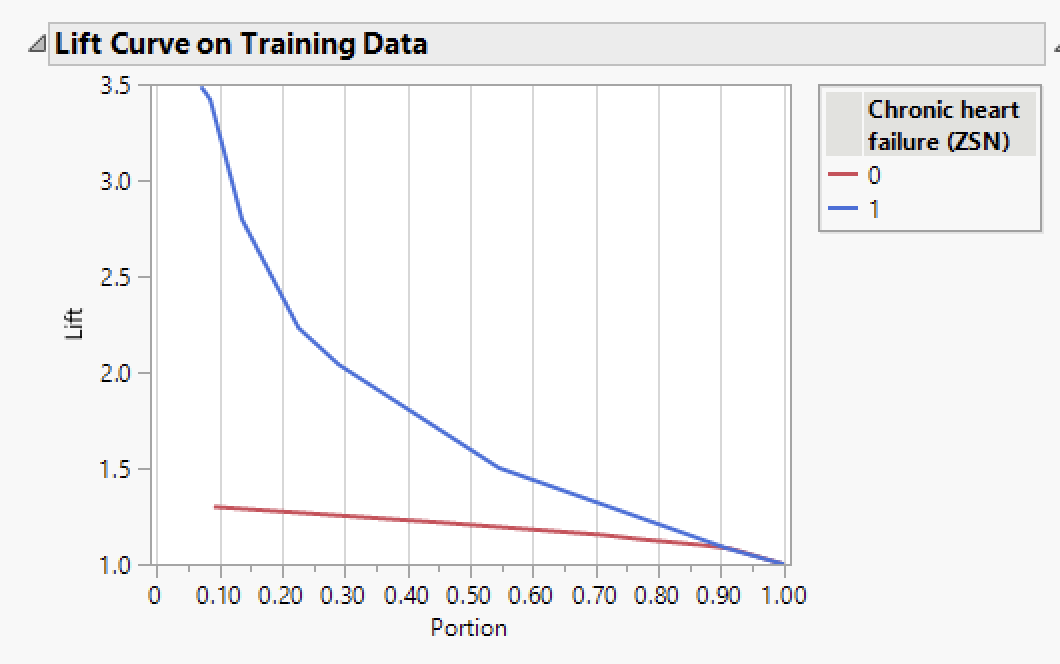 Lift Curve on Training Data
3.5
3.0
2.5
2.0
1.5
1.0
Lift
0 0.10 0.20 0.30 0.40 0.50 0.60 0.70 0.80 0.90 1.00
Portion
Chronic heart
failure (ZSN)
0
1